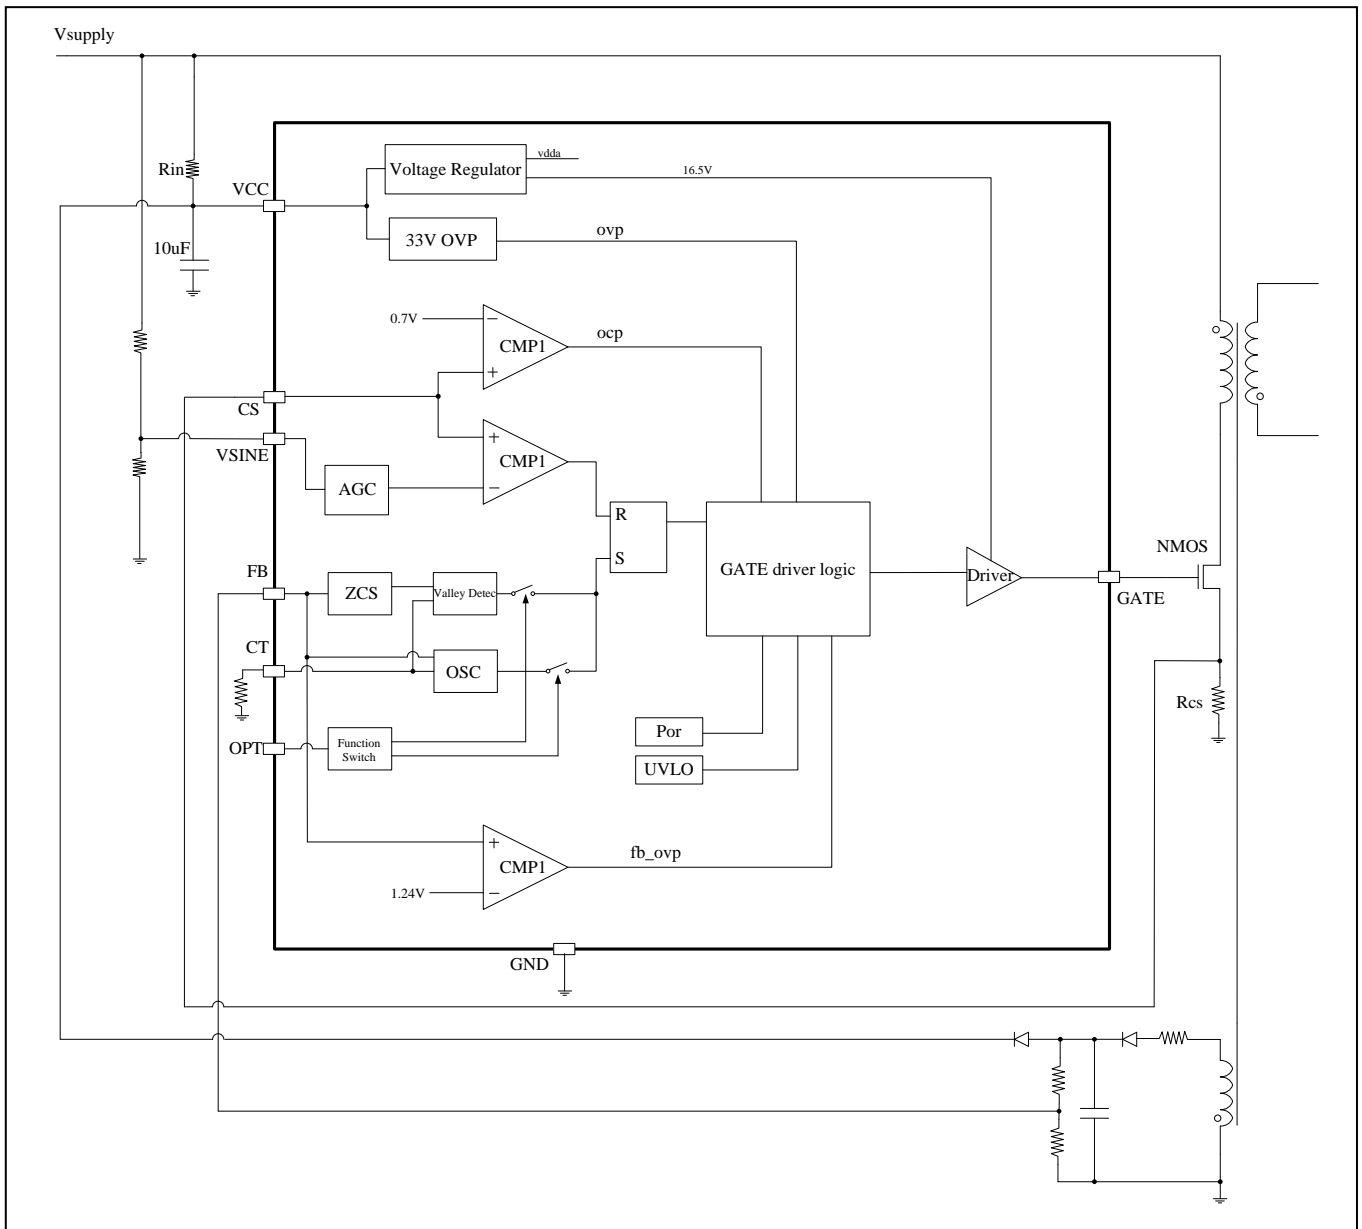 Vsupply
Rin
VCC
10uF
Voltage Regulator
vdda
16.5V
33V OVP
ovp
0.7V
−
CMP1
+
ocp
CS
VSINE
+
CMP1
−
AGC
R
S
GATE driver logic
Driver
NMOS
GATE
FB
ZCS
Valley Detec
CT
OSC
OPT
Function
Switch
Por
UVLO
Rcs
+
CMP1
−
1.24V
fb_ovp
GND